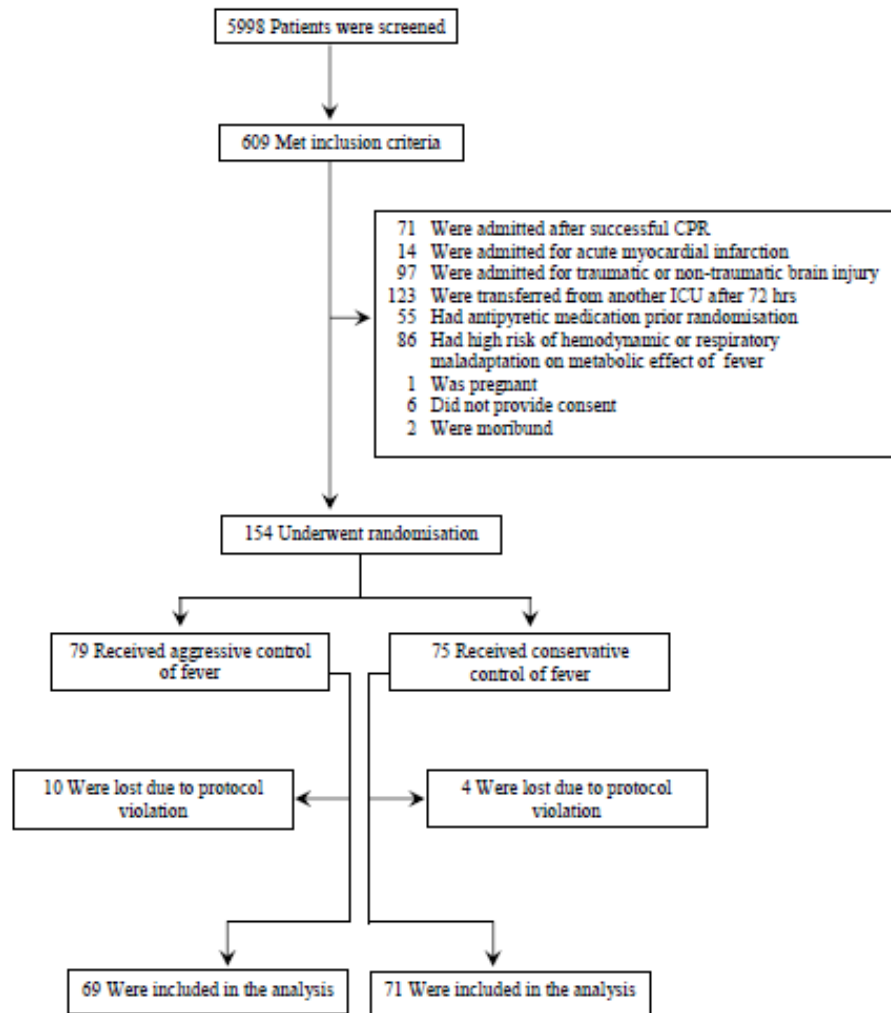 5998 Patients were screened
609 Met inclusion criteria
71 Were admitted after successful CPR
14 Were admitted for acute myocardial infarction
97 Were admitted for traumatic or non-traumatic brain injury
123 Were transferred from another ICU after 72 hrs
55 Had antipyretic medication prior randomisation
86 Had high risk of hemodynamic or respiratory
maladaptation on metabolic effect of fever
1 Was pregnant
6 Did not provide consent
2 Were moribund
154 Underwent randomisation
79 Received aggressive control
of fever
75 Received conservative
control of fever
10 Were lost due to protocol
violation
4 Were lost due to protocol
violation
69 Were included in the analysis
71 Were included in the analysis